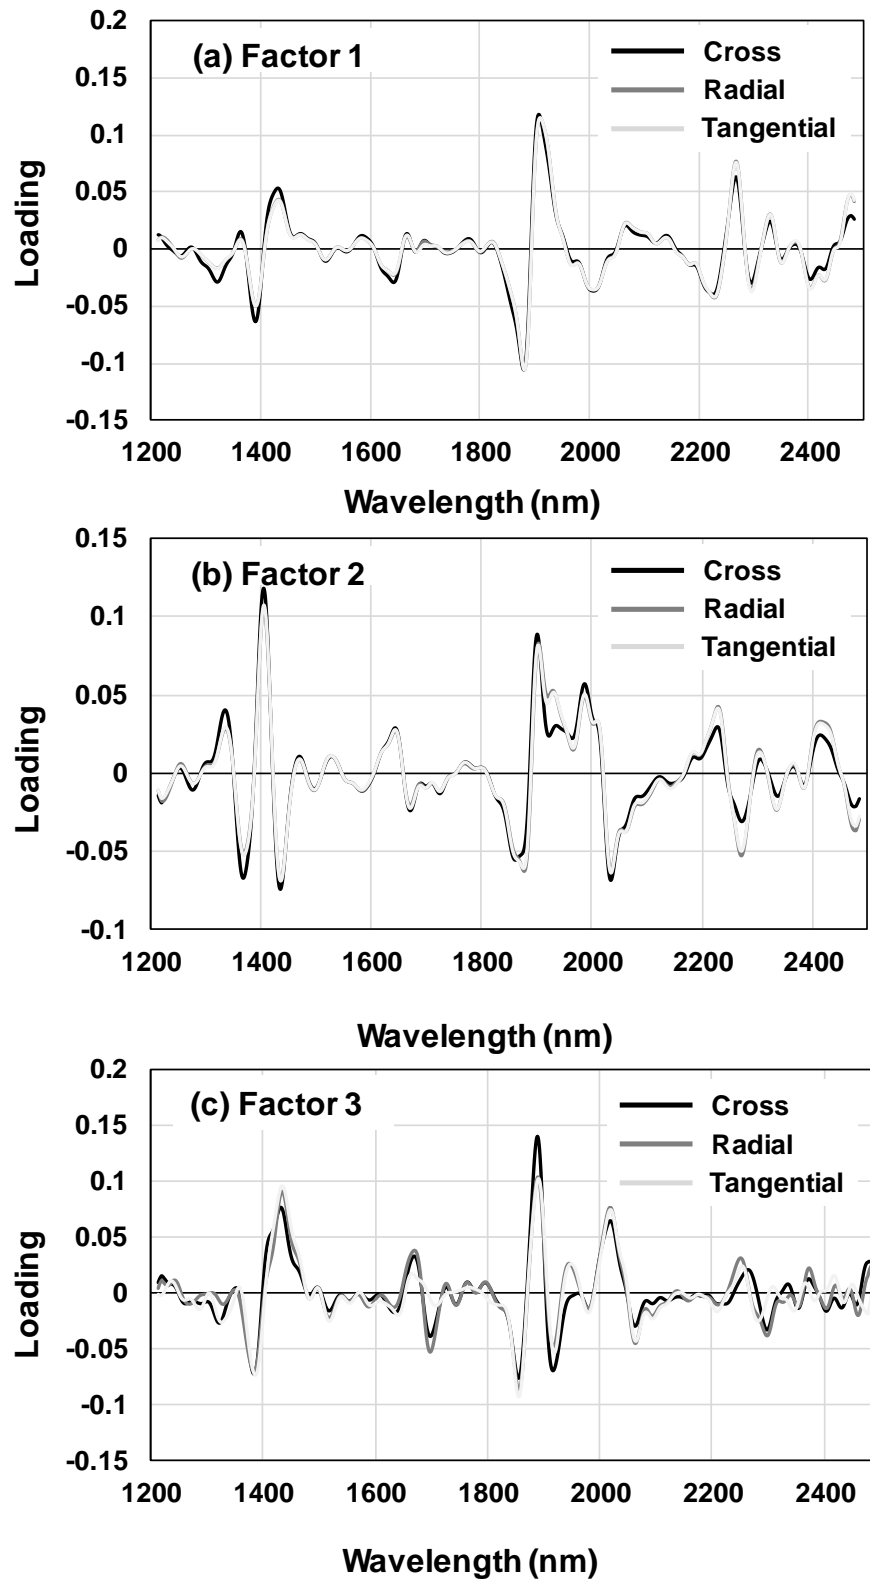 0.2
(a) Factor 1
Cross
0.15
Radial
0.1
Tangential
0.05
0
-0.05
-0.1
-0.15
Loading
1200 1400 1600 1800 2000 2200 2400
Wavelength (nm)
0.15
(b) Factor 2
Cross
0.1
Radial
Tangential
0.05
0
-0.05
-0.1
Loading
1200 1400 1600 1800 2000 2200 2400
Wavelength (nm)
0.2
(c) Factor 3
Cross
0.15
Radial
0.1
Tangential
0.05
0
-0.05
-0.1
-0.15
Loading
1200 1400 1600 1800 2000 2200 2400
Wavelength (nm)